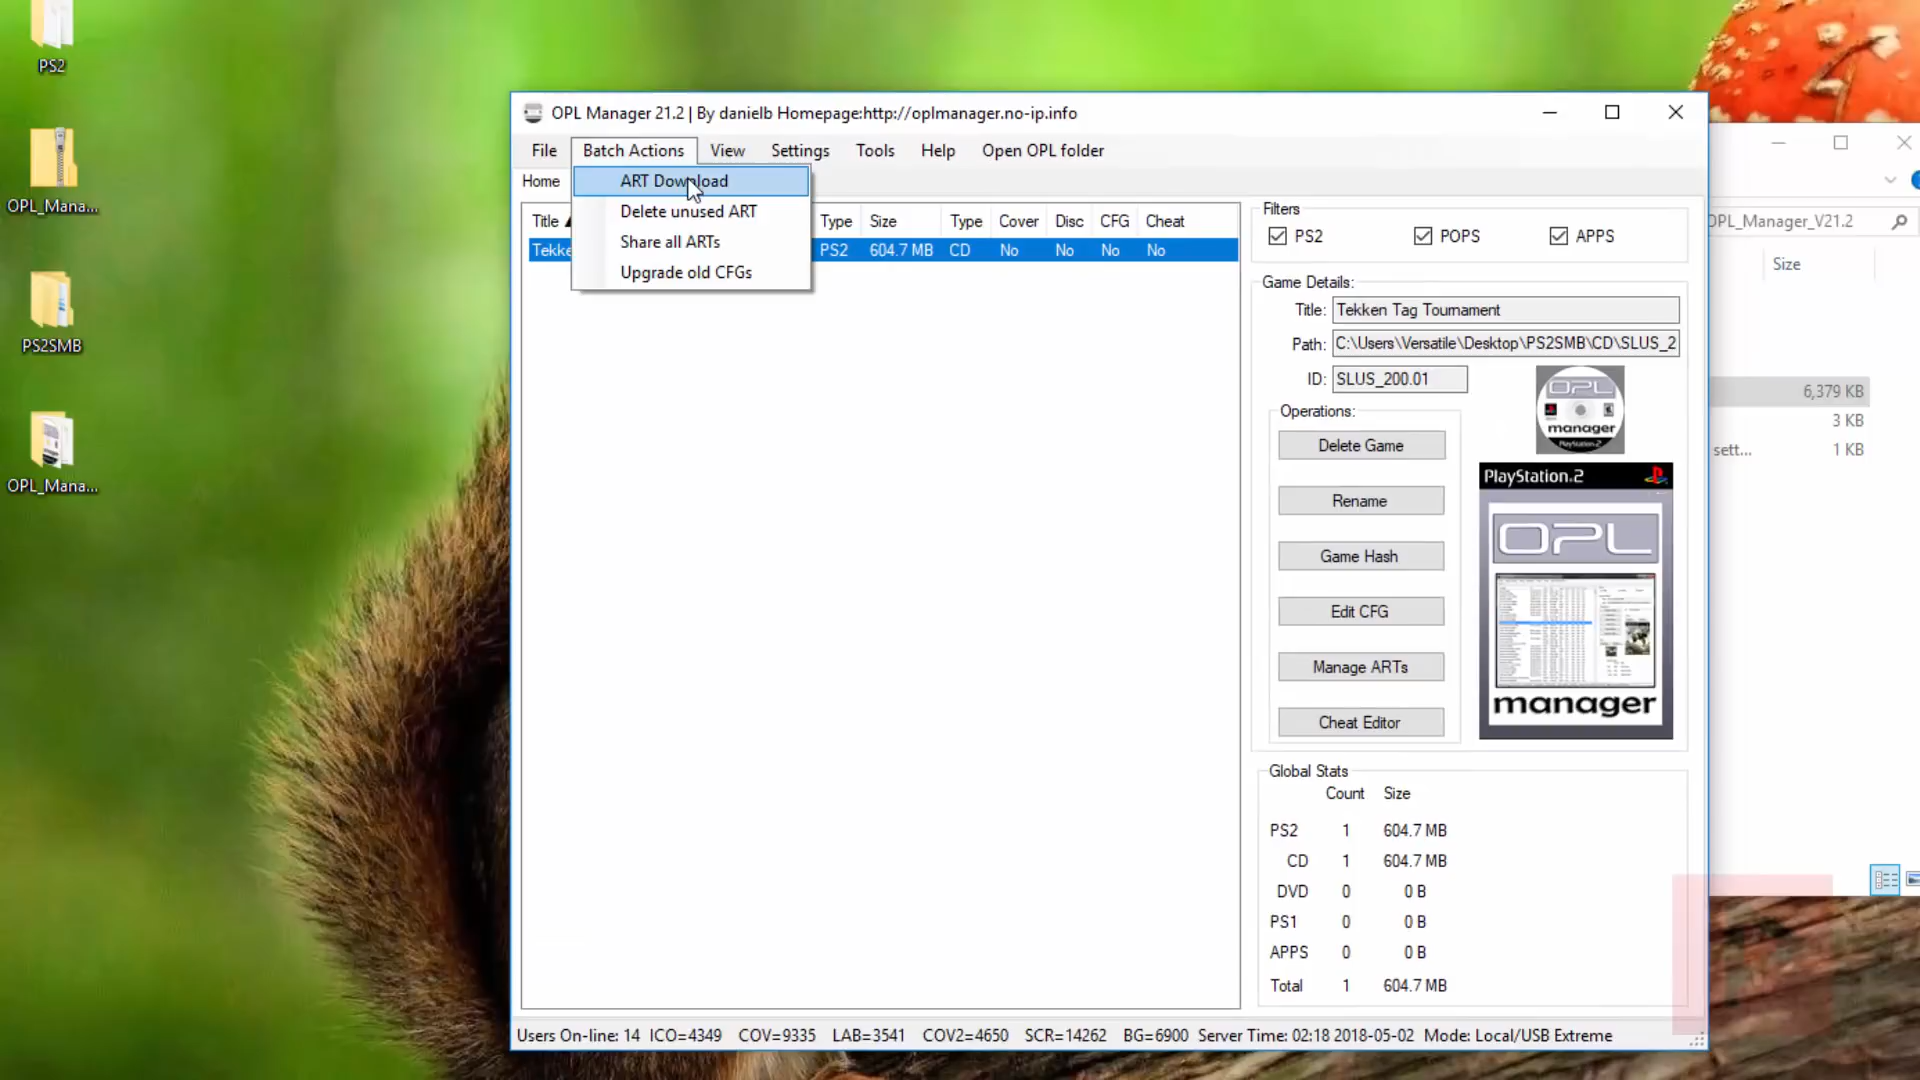 PS2
OPL_Mana...
PS2SMB
OPL_Mana...
OPL Manager 21.2 | By danielb Homepage:http://oplmanager.no-ip.info
File Batch Actions View Settings Tools Help Open OPL folder
Home
ART Download
Delete unused ART
Share all ARTs
Upgrade old CFGs
Title Type Size Type Cover Disc CFG Cheat
Tekke PS2 604.7 MB CD No No No No
Filters
PS2 POPS APPS
Game Details:
Title: Tekken Tag Tournament
Path: C:\Users\Versatile\Desktop\PS2SMB\CD\SLUS_2
ID: SLUS_200.01
Operations:
Delete Game
Rename
Game Hash
Edit CFG
Manage ARTs
Cheat Editor
OPL
manager
PlayStation.2
PlayStation.2
OPL
manager
Global Stats
Count Size
PS2 1 604.7 MB
CD 1 604.7 MB
DVD 0 0 B
PS1 0 0 B
APPS 0 0 B
Total 1 604.7 MB
Users On-line: 14 ICO=4349 COV=9335 LAB=3541 COV2=4650 SCR=14262 BG=6900 Server Time: 02:18 2018-05-02 Mode: Local/USB Extreme
OPL_Manager_V21.2
Size
6,379 KB
3 KB
sett... 1 KB